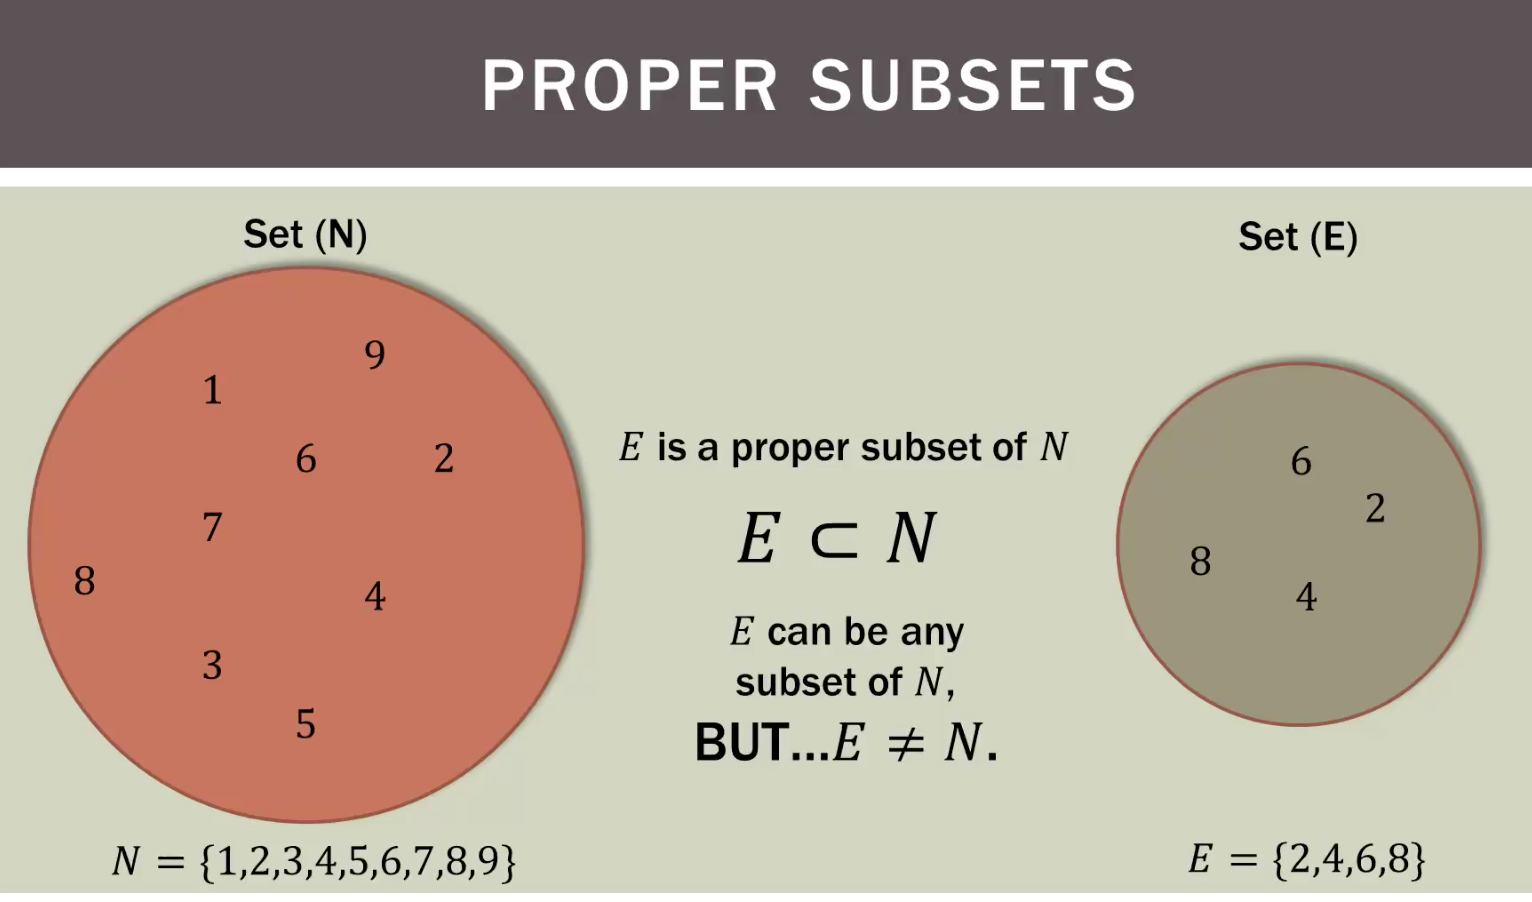 PROPER SUBSETS
Set (N)
9
1
6 2
7
8
4
3
5
N = {1,2,3,4,5,6,7,8,9}
E is a proper subset of N
E ⊂ N
E can be any
subset of N,
BUT...E ≠ N.
Set (E)
6
2
8
4
E = {2,4,6,8}